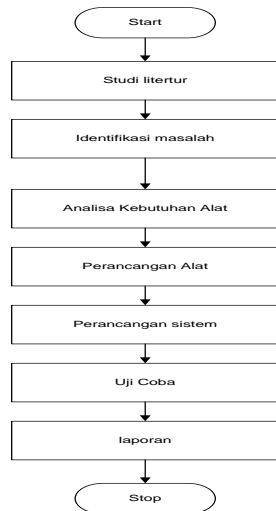 Start
Studi litertur
Identifikasi masalah
Analisa Kebutuhan Alat
Perancangan Alat
Perancangan sistem
Uji Coba
laporan
Stop